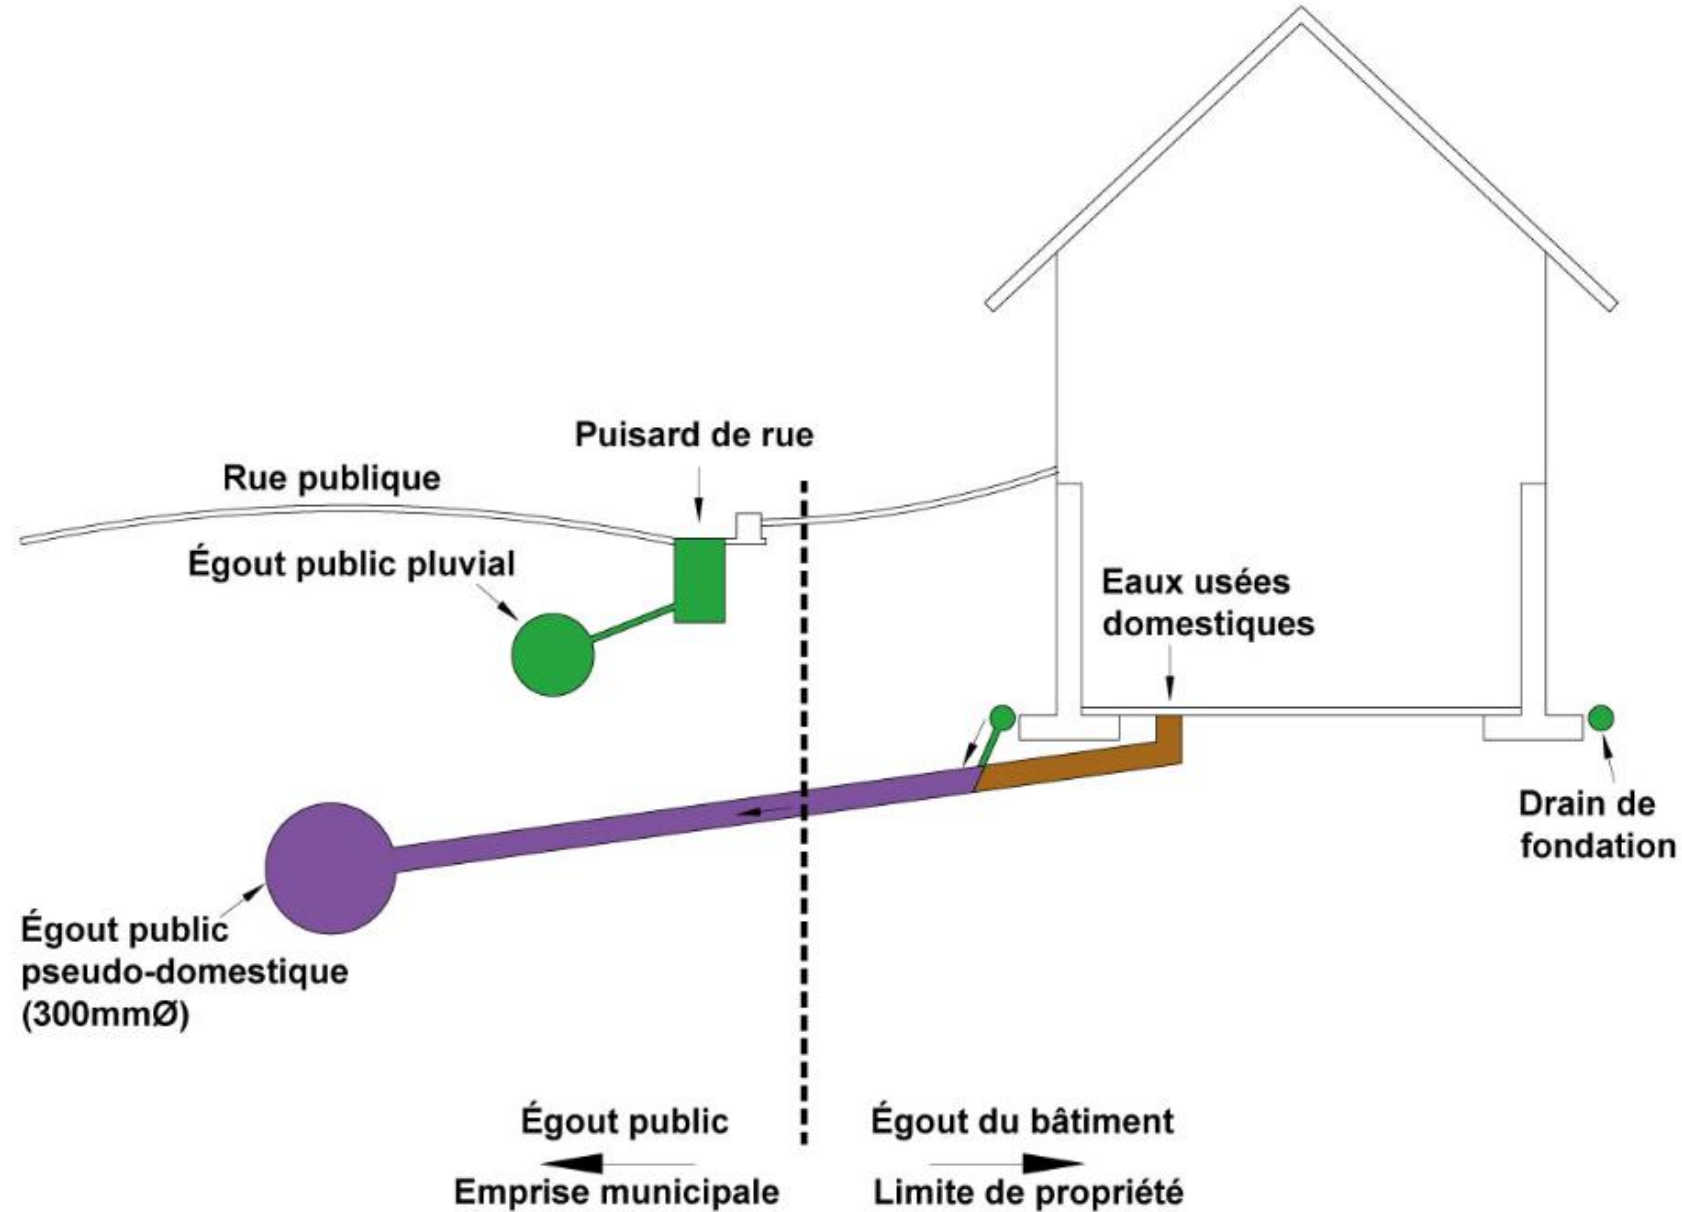 Puisard de rue
Rue publique
Égout public pluvial
Eaux usées
domestiques
Drain de
fondation
Égout public
pseudo-domestique
(300mmØ)
Égout public
Emprise municipale
Égout du bâtiment
Limite de propriété